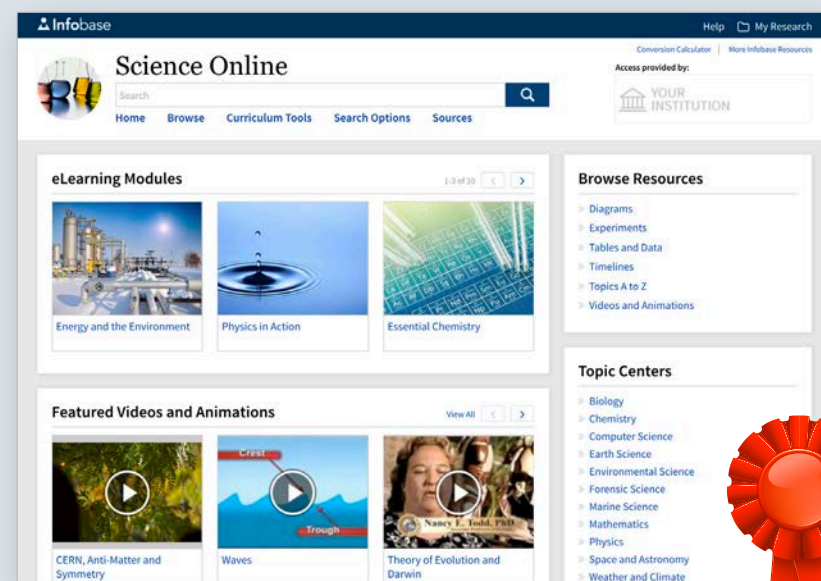 Infobase
Help My Research
Conversion Calculator More Infobase Resources
Science Online
Access provided by:
Search
YOUR
INSTITUTION
Home Browse Curriculum Tools Search Options Sources
eLearning Modules
1-3 of 10
Energy and the Environment
Physics in Action
Essential Chemistry
Featured Videos and Animations
View All
Crest
Trough
Nancy E. Todd, PhD
CERN, Anti-Matter and
Symmetry
Waves
Theory of Evolution and
Darwin
Browse Resources
Diagrams
Experiments
Tables and Data
Timelines
Topics A to Z
Videos and Animations
Topic Centers
Biology
Chemistry
Computer Science
Earth Science
Environmental Science
Forensic Science
Marine Science
Mathematics
Physics
Space and Astronomy
Weather and Climate